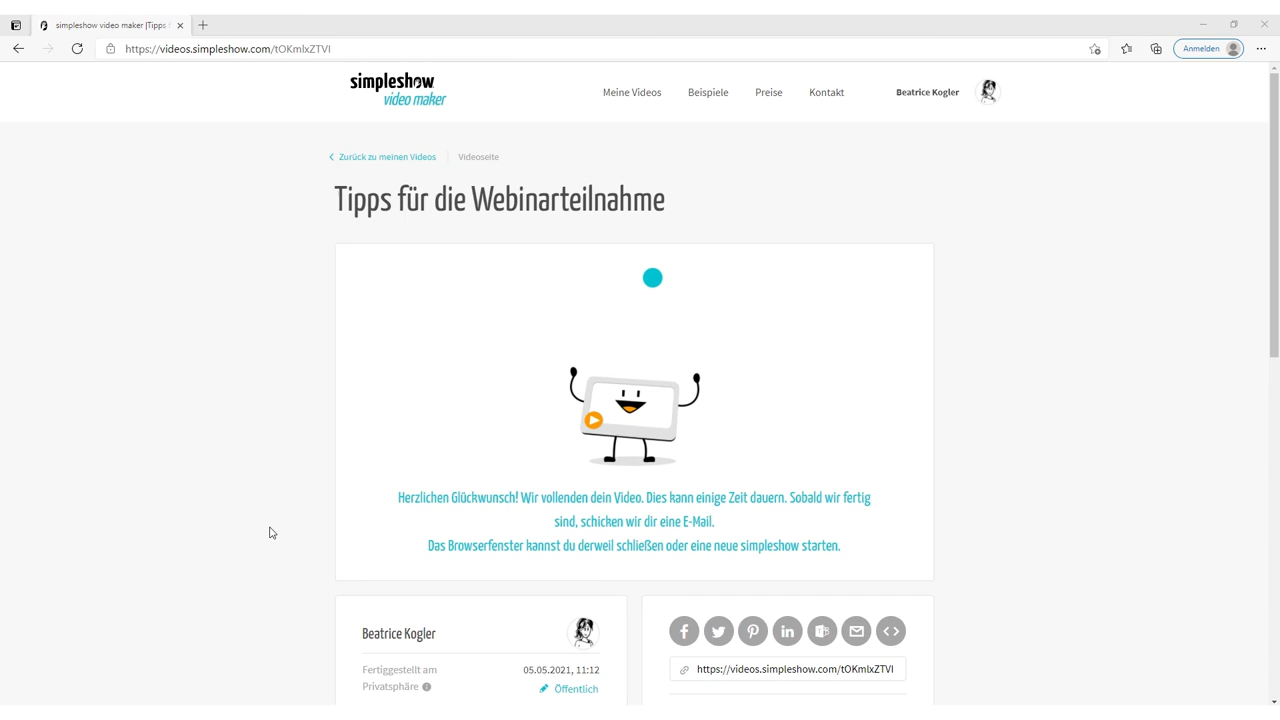 simpleshow video maker |Tipps f
https://videos.simpleshow.com/tOKmlxZTVI
Anmelden
simpleshow
video maker
Meine Videos
Beispiele
Preise
Kontakt
Beatrice Kogler
Zurück zu meinen Videos
Videoseite
Tipps für die Webinarteilnahme
Herzlichen Glückwunsch! Wir vollenden dein Video. Dies kann einige Zeit dauern. Sobald wir fertig
sind, schicken wir dir eine E-Mail.
Das Browserfenster kannst du derweil schließen oder eine neue simpleshow starten.
Beatrice Kogler
Fertiggestellt am
05.05.2021, 11:12
Privatsphäre
Öffentlich
https://videos.simpleshow.com/tOKmlxZTVI